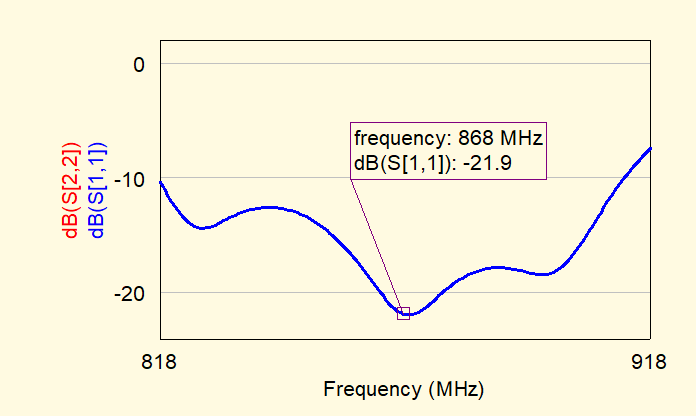 0
frequency: 868 MHz
dB(S[1,1]): -21.9
dB(S[2,2])
dB(S[1,1])
-10
-20
818
918
Frequency (MHz)